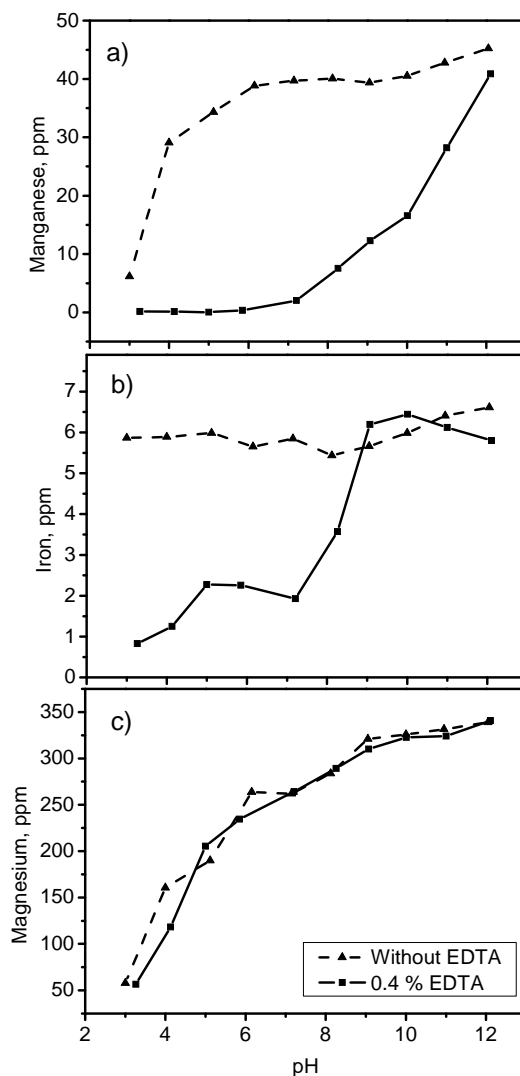 a)
Manganese, ppm
50
40
30
20
10
0
b)
Iron, ppm
7
6
5
4
3
2
1
0
c)
Magnesium, ppm
350
300
250
200
150
100
50
Without EDTA
0.4 % EDTA
2 4 6 8 10 12
pH